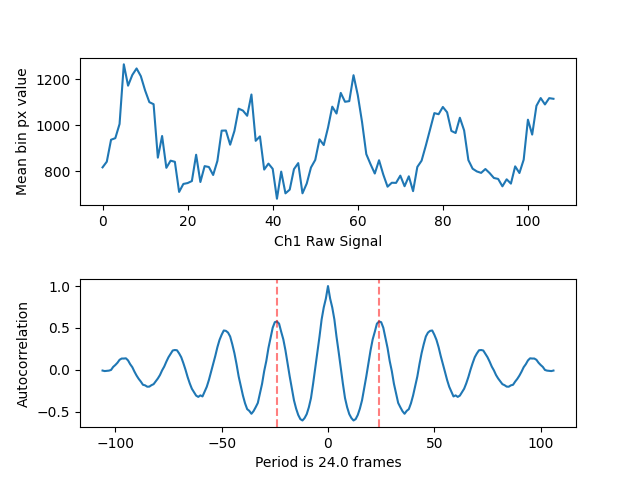 1200
1000
800
Mean bin px value
0 20 40 60 80 100
Ch1 Raw Signal
1.0
0.5
0.0
−0.5
Autocorrelation
−100 −50 0 50 100
Period is 24.0 frames